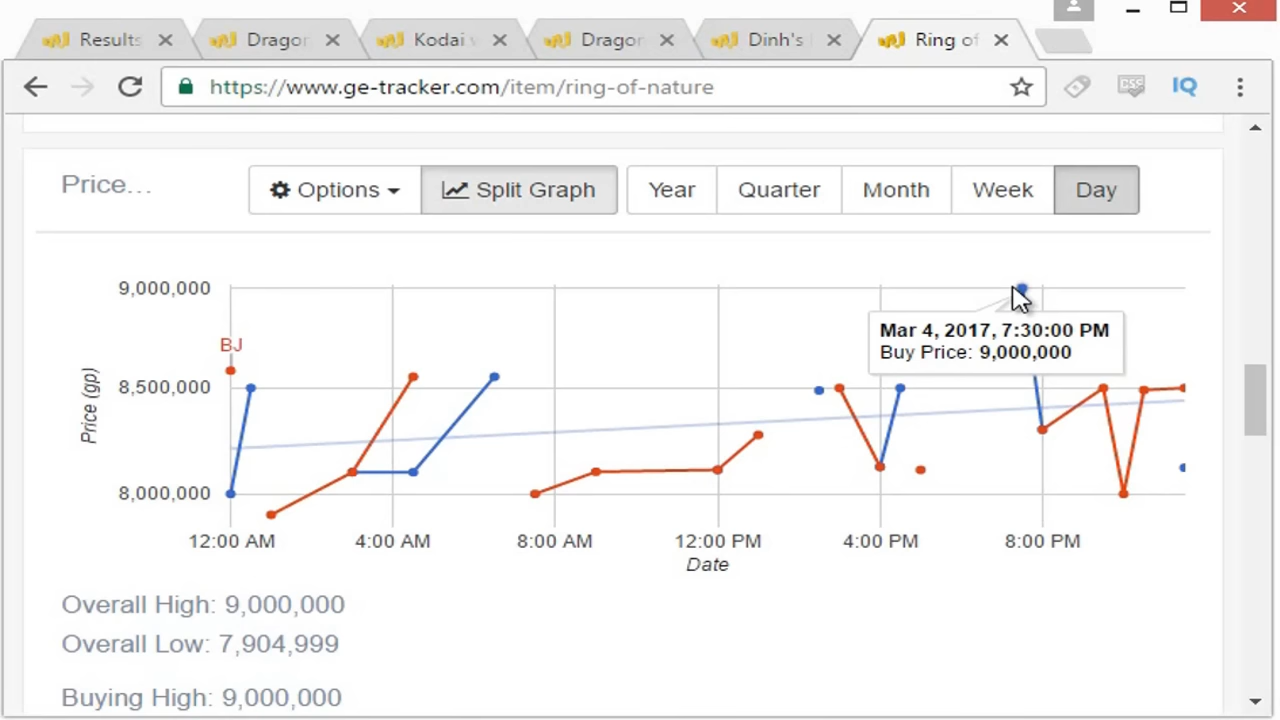 Results
Dragon
Kodai w
Dragon
Dinh's
Ring of
https://www.ge-tracker.com/item/ring-of-nature
CSS
IQ
Price...
Options
Split Graph
Year
Quarter
Month
Week
Day
9,000,000
BJ
8,500,000
8,000,000
Price (gp)
Mar 4, 2017, 7:30:00 PM
Buy Price: 9,000,000
12:00 AM
4:00 AM
8:00 AM
12:00 PM
4:00 PM
8:00 PM
Date
Overall High: 9,000,000
Overall Low: 7,904,999
Buying High: 9,000,000